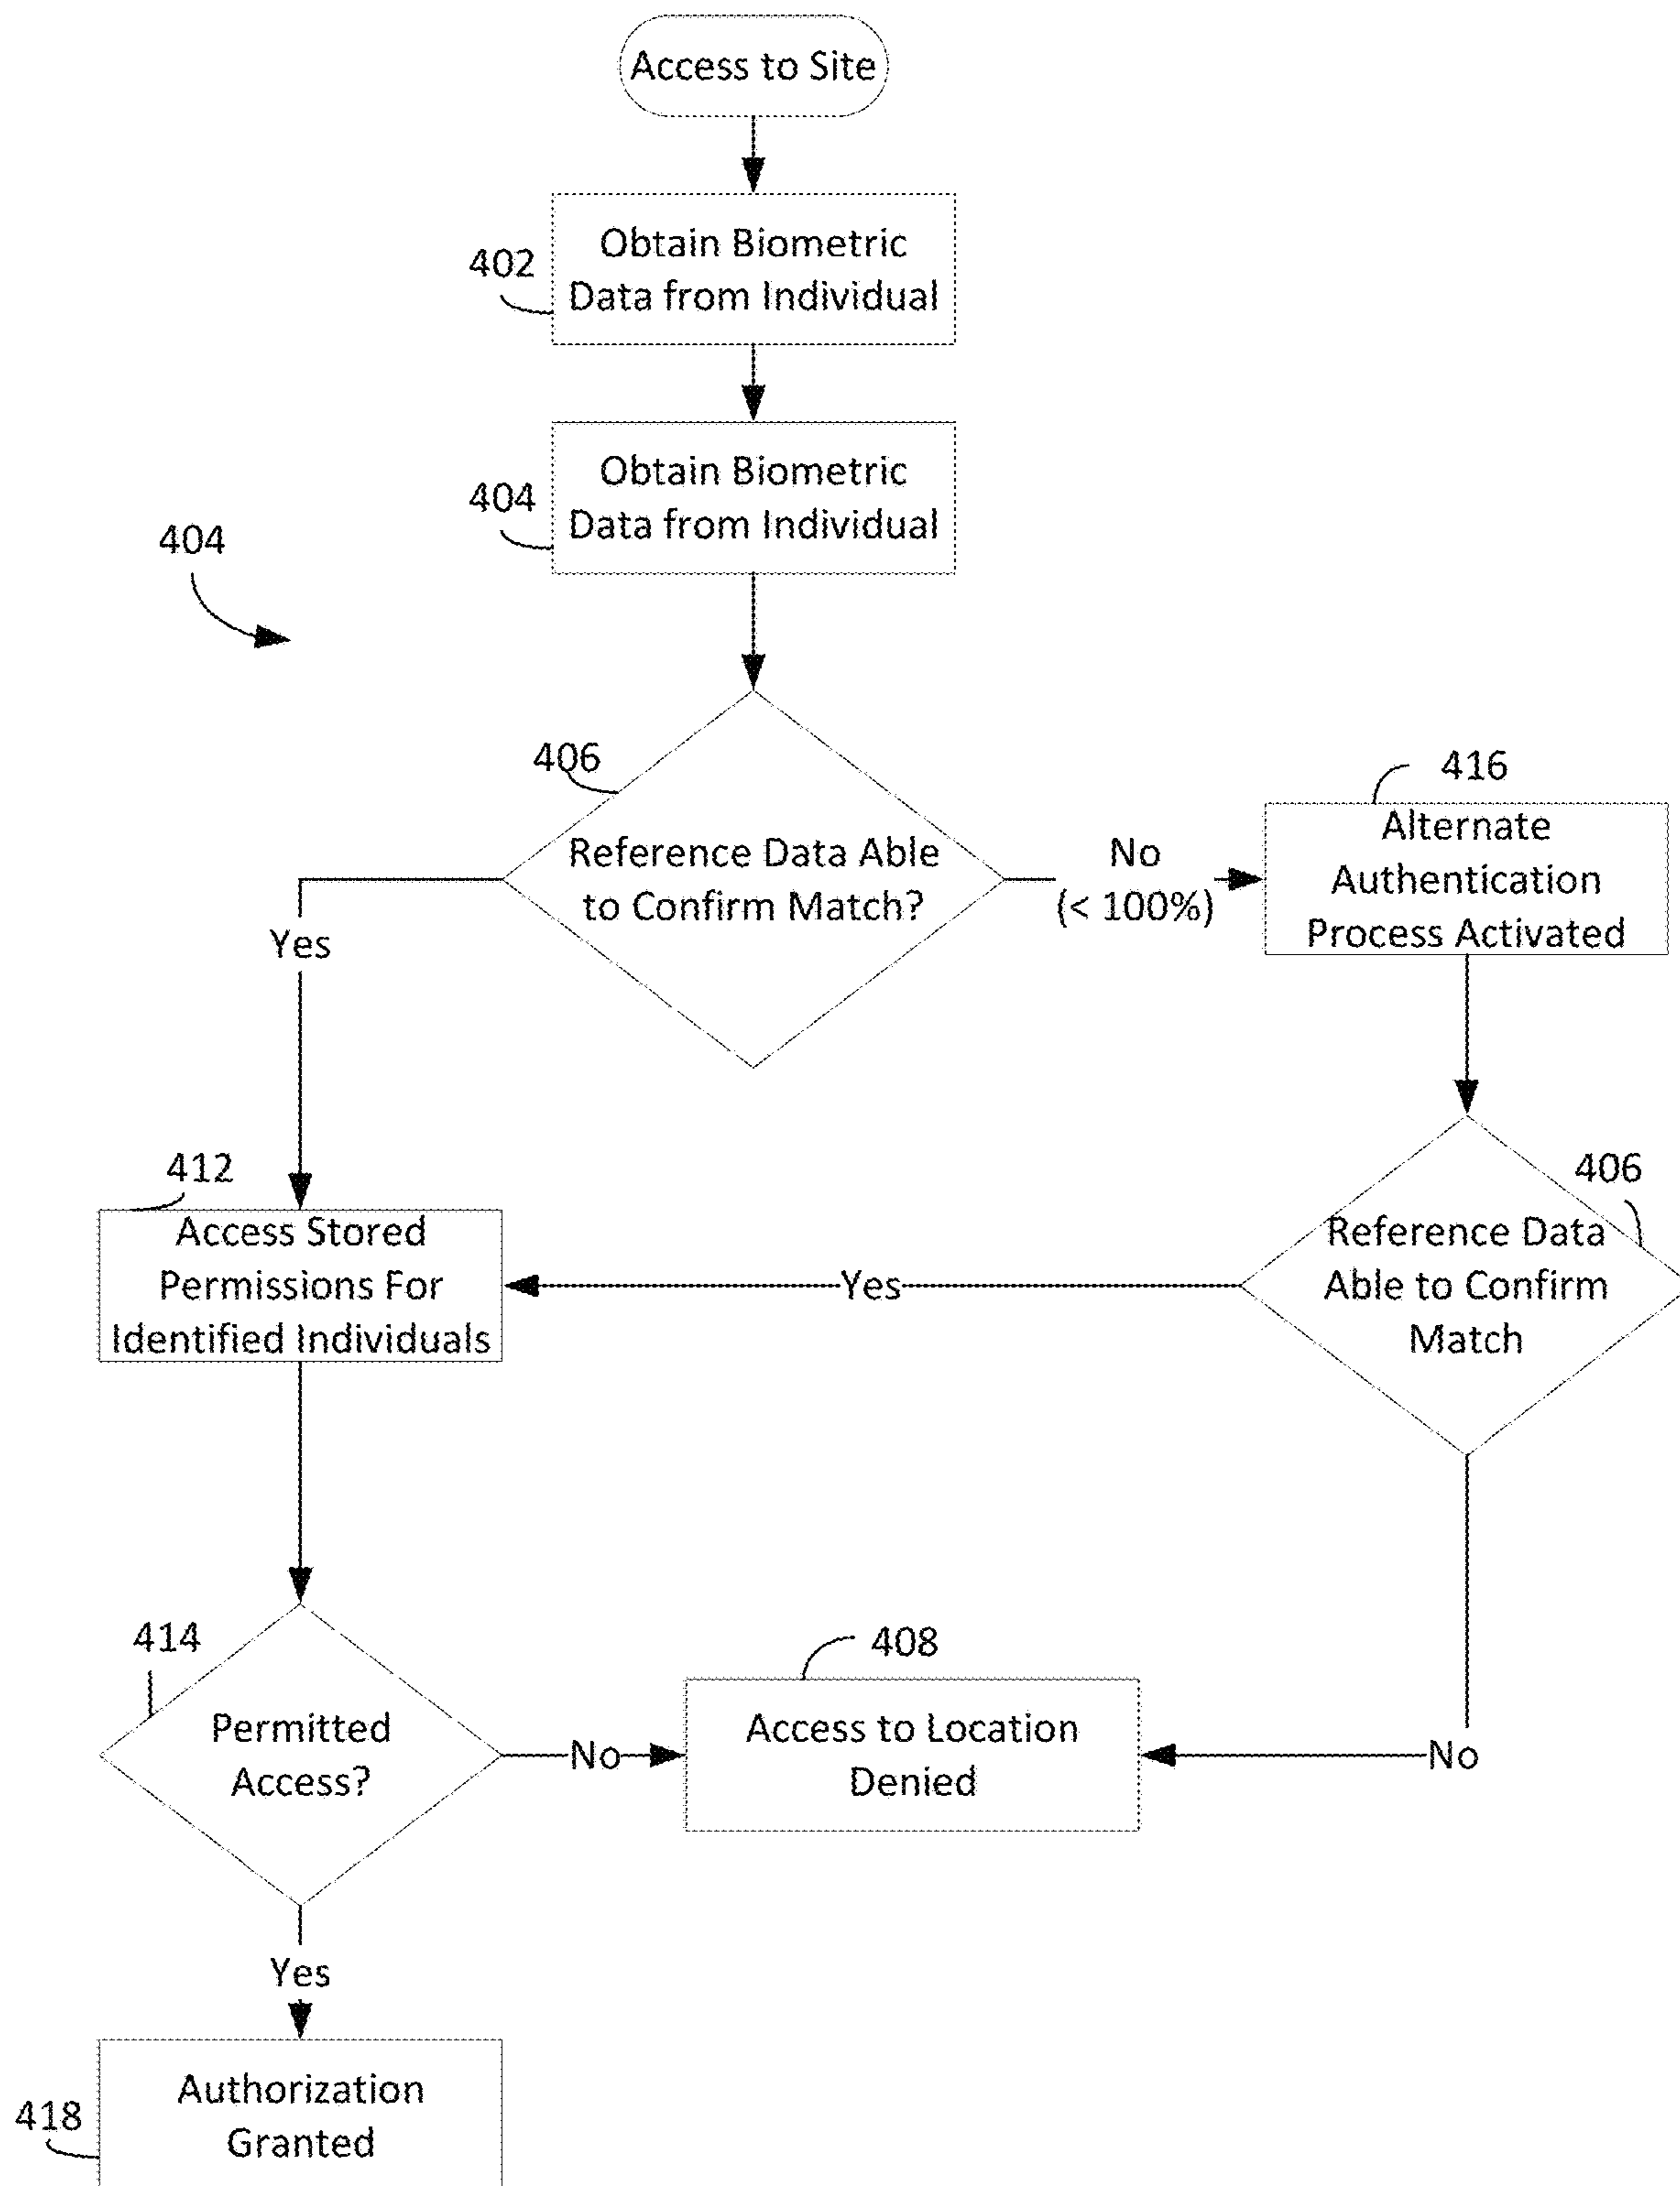 Access to Site
402
Obtain Biometric
Data from Individual
404
Obtain Biometric
Data from Individual
404
406
Reference Data Able
to Confirm Match?
No
(< 100%)
416
Alternate
Authentication
Process Activated
Yes
412
Access Stored
Permissions For
Identified Individuals
Yes
406
Reference Data
Able to Confirm
Match
414
Permitted
Access?
No
408
Access to Location
Denied
No
Yes
418
Authorization
Granted